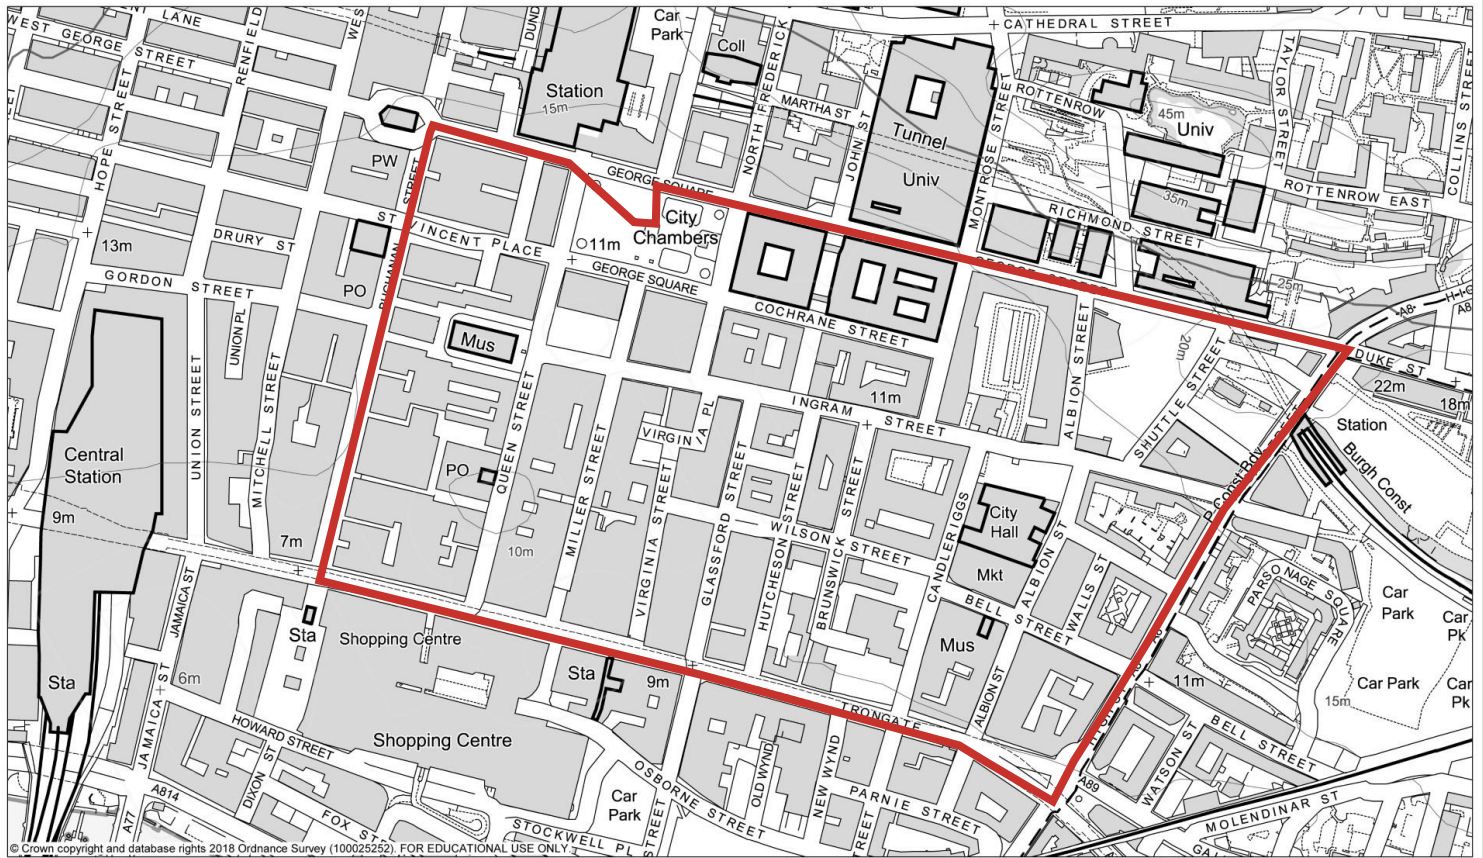 CATHEDRAL STREET
WEST GEORGE STREET
LANE
RENFIELD
WES
DUND
Car
Park
Coll
NORTH FREDERICK
MARTHA ST
JOHN ST
Station
15m
Tunnel
Univ
MONTROSE STREET
ROTTENROW
45m
Univ
TAYLOR STREET
COLLINS STREET
ROTTENROW EAST
35m
RICHMOND STREET
25m
HOPE STREET
PW
STREET
GEORGE SQUARE
City
Chambers
11m
ST VINCENT PLACE
GEORGE SQUARE
13m
DRURY ST
GORDON STREET
PO
BUCHANAN
COCHRANE STREET
A8
DUKE ST
22m
18m
20m
SHUTTLE STREET
ALBION STREET
UNION PL
Mus
INGRAM STREET
11m
Station
Burgh Const
P Const Bdy
Central
Station
UNION STREET
MITCHELL STREET
QUEEN STREET
VIRGINIA PL
PO
MILLER STREET
VIRGINIA STREET
GLASSFORD STREET
HUTCHESON STREET
BRUNSWICK STREET
WILSON STREET
CANDLERIGGS
City
Hall
Mkt
ALBION ST
WALLS ST
BELL STREET
9m
7m
10m
PARSONAGE SQUARE
Car
Park
Car
Pk
JAMAICA ST
Sta
Shopping Centre
Sta
9m
Mus
ALBION ST
11m
Car Park
Car
Pk
15m
Sta
6m
JAMAICA ST
HOWARD STREET
Shopping Centre
TRONGATE
BELL STREET
WATSON ST
A89
DIXON ST
OSBORNE STREET
OLD WYND
NEW WYND
PARNIE STREET
MOLENDINAR ST
A814
A77
FOX ST
Car
Park
STOCKWELL PL
STREET
STREET
GAL
© Crown copyright and database rights 2018 Ordnance Survey (100025252). FOR EDUCATIONAL USE ONLY.